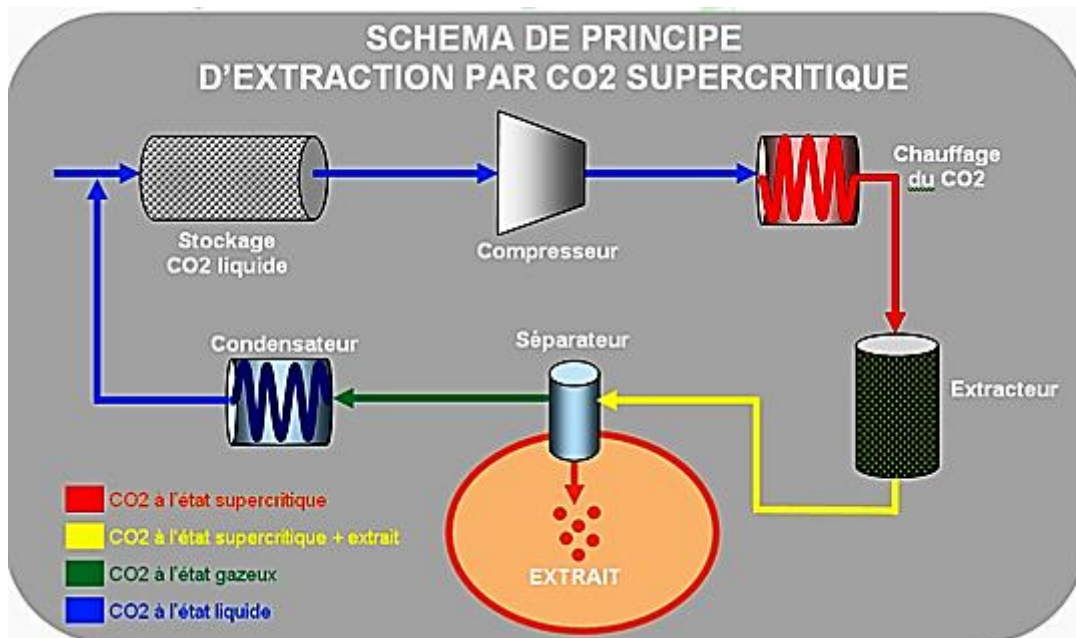 SCHEMA DE PRINCIPE
D'EXTRACTION PAR CO2 SUPERCRITIQUE
Chauffage
du CO2
Stockage
CO2 liquide
Compresseur
Condensateur
Séparateur
Extracteur
CO2 à l'état supercritique
CO2 à l'état supercritique + extrait
CO2 à l'état gazeux
CO2 à l'état liquide
EXTRAIT